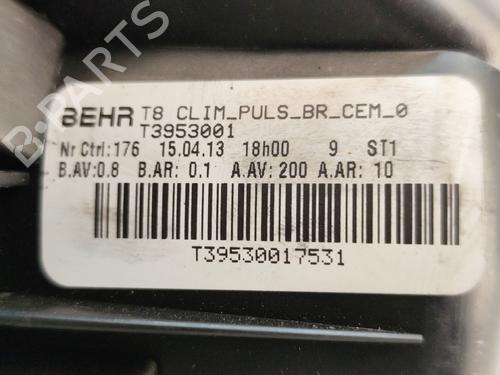 BEHR T8 CLIM_PULS_BR_CEM_0
T3953001
Nr Ctrl:176 15.04.13 18h00 9 ST1
B.AV:0.8 B.AR: 0.1 A.AV: 200 A.AR: 10
T39530017531
B-PARTS